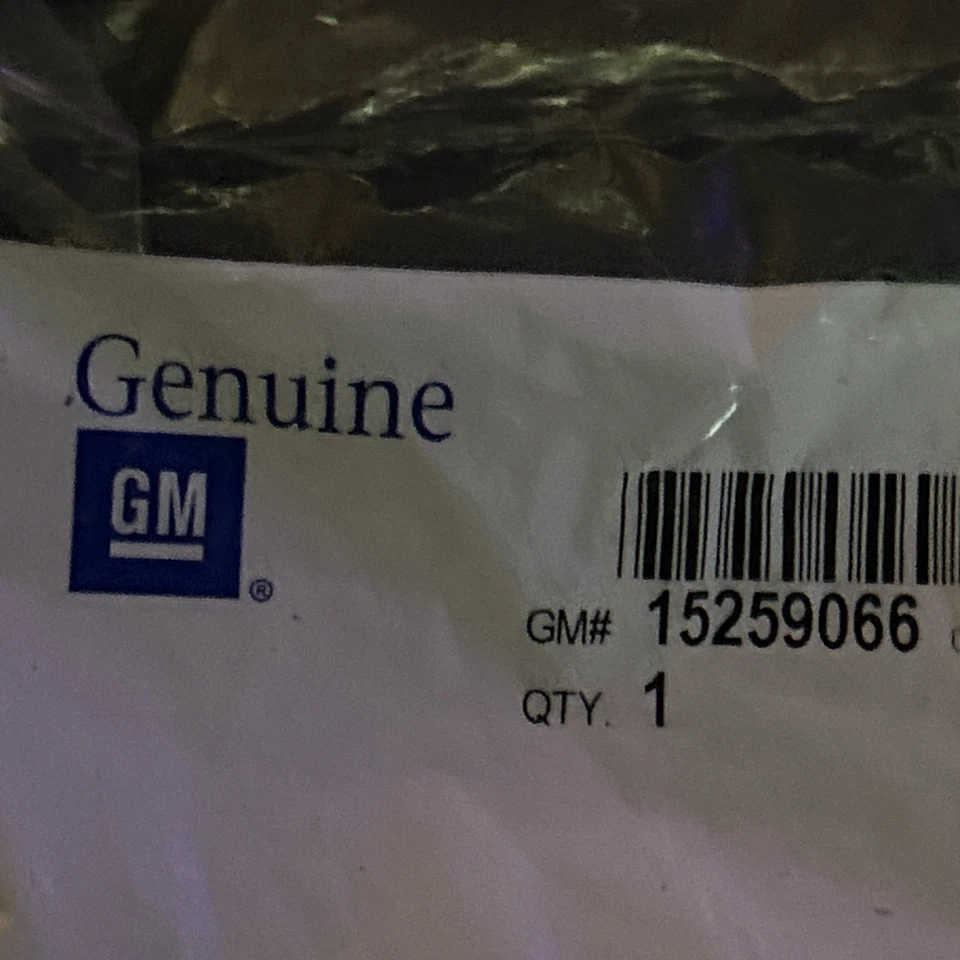 Genuine
GM
®
GM# 15259066
QTY. 1